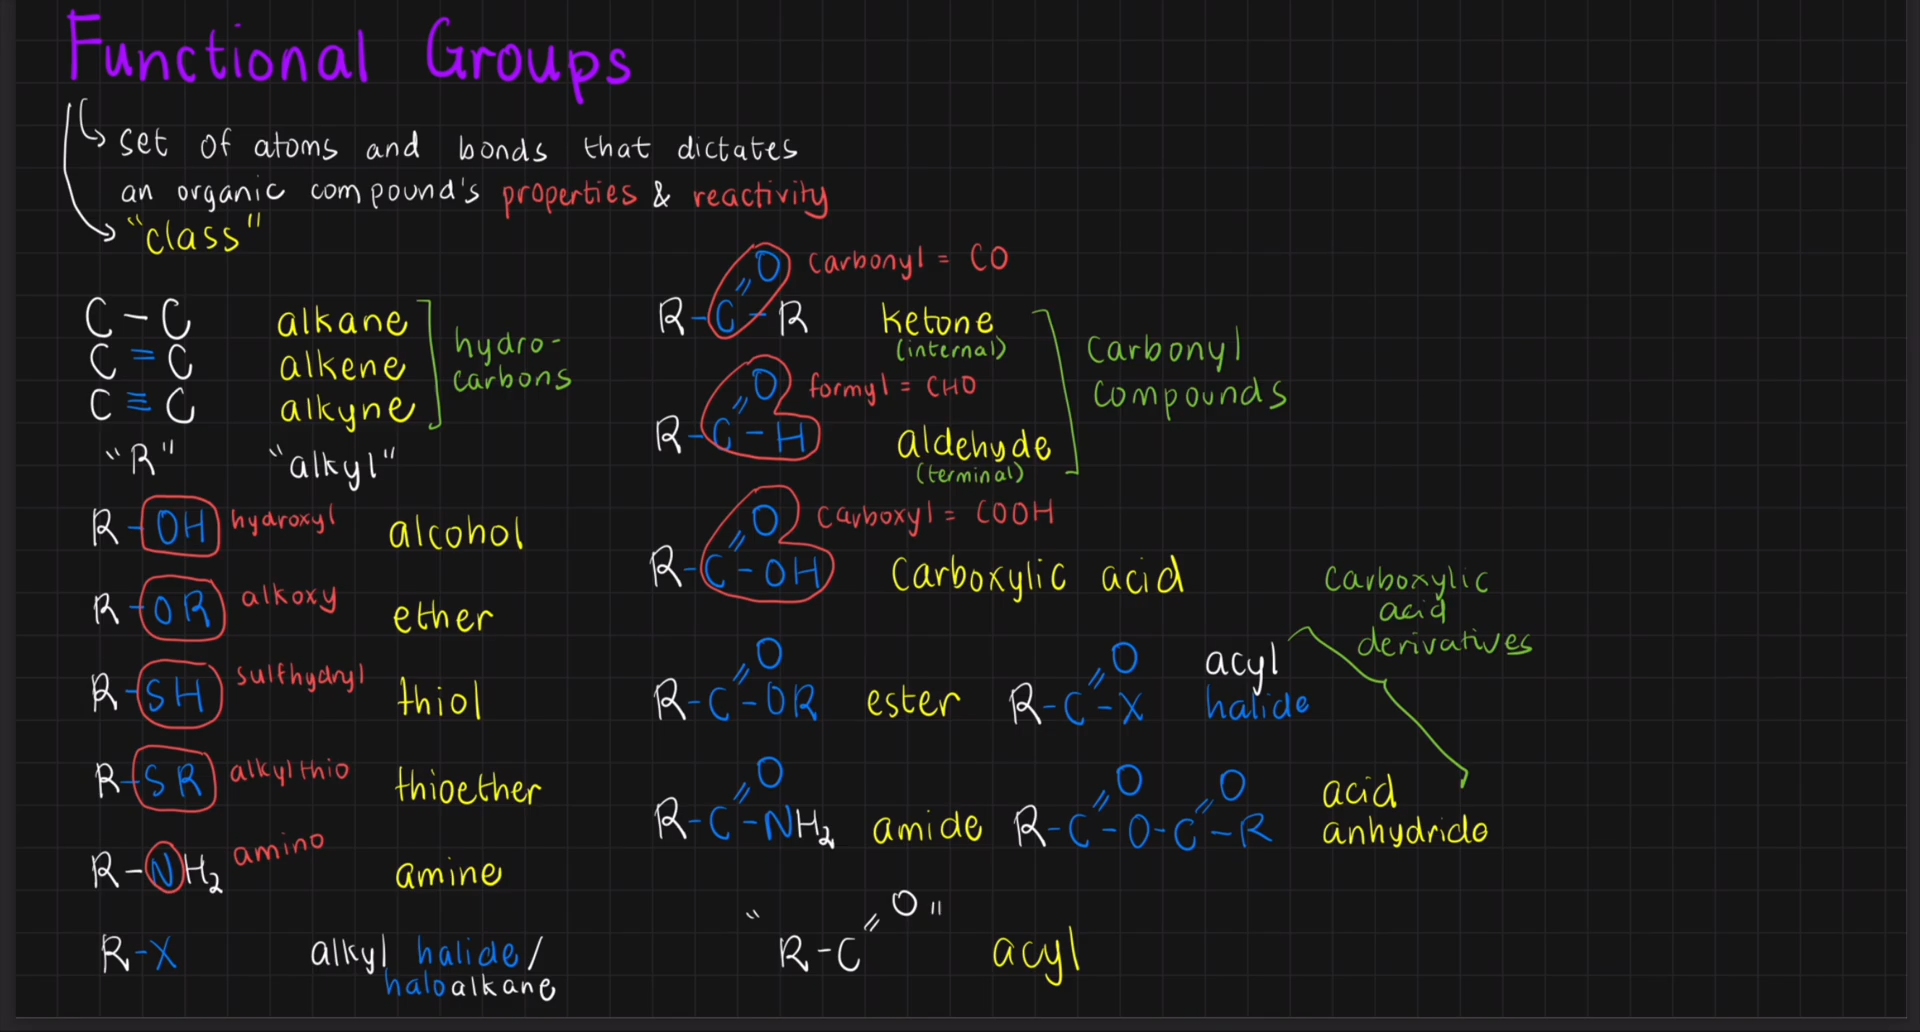 Functional Groups
set of atoms and bonds that dictates
an organic compound's properties & reactivity
"class"
C - C alkane
C = C alkene
C ≡ C alkyne
hydro-
carbons
"R" "alkyl"
R-OH hydroxyl alcohol
R-OR alkoxy ether
R-SH sulfhydryl thiol
R-SR alkylthio thioether
R-NH₂ amino amine
R-X alkyl halide/
haloalkane
O carbonyl = CO
R-C-R ketone
(internal)
O formyl = CHO
R-C-H aldehyde
(terminal)
carbonyl
compounds
O carboxyl = COOH
R-C-OH carboxylic acid
carboxylic
acid
derivatives
O
R-C-OR ester
O acyl
R-C-X halide
O
R-C-NH₂ amide
O O acid
R-C-O-C-R anhydride
" O "
R-C acyl